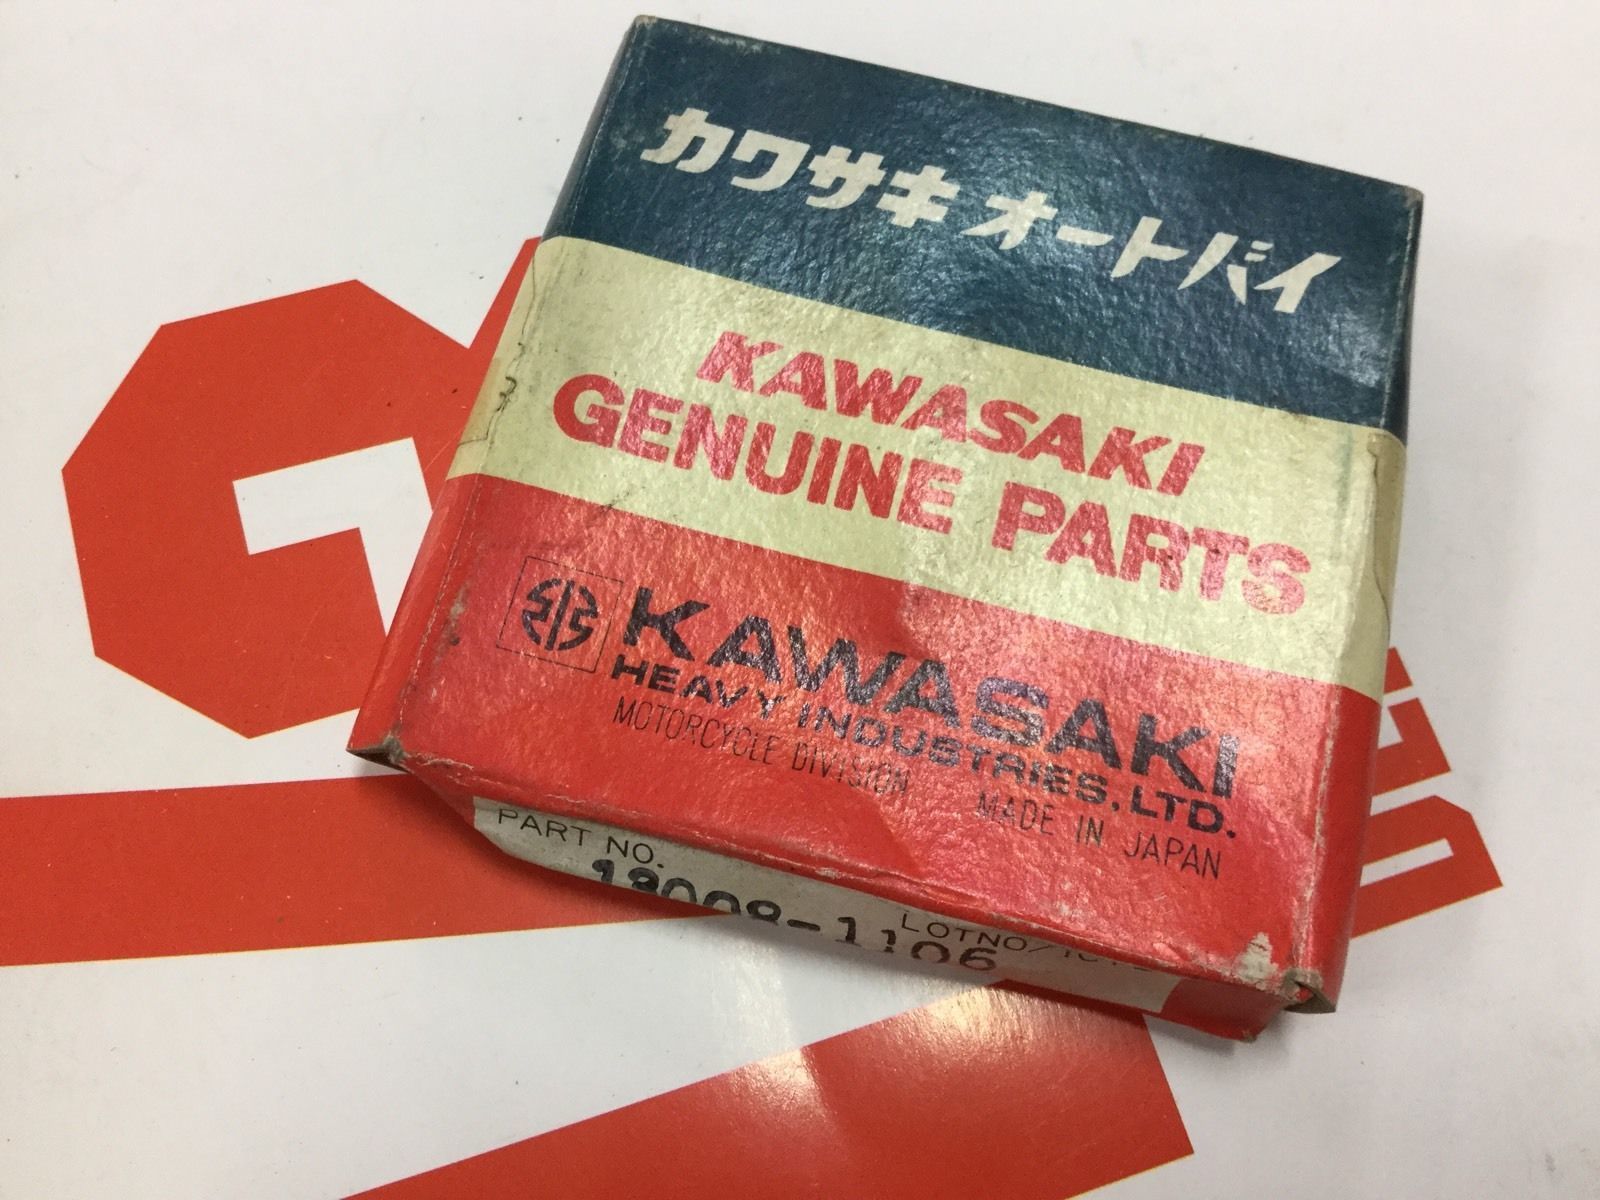 カワサキ オートバイ
KAWASAKI
GENUINE PARTS
KAWASAKI
HEAVY INDUSTRIES, LTD.
MOTORCYCLE DIVISION MADE IN JAPAN
PART NO.
LOTNO/